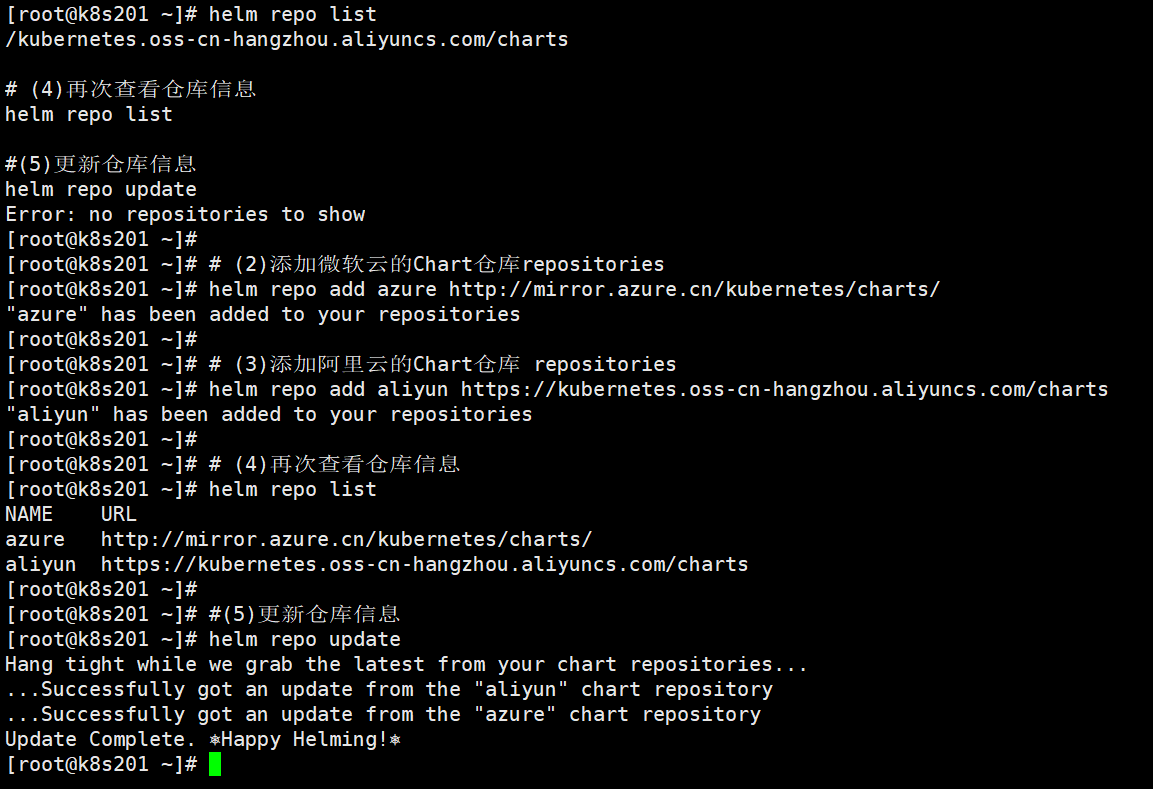 [root@k8s201 ~]# helm repo list
/kubernetes.oss-cn-hangzhou.aliyuncs.com/charts
# (4)再次查看仓库信息
helm repo list
#(5)更新仓库信息
helm repo update
Error: no repositories to show
[root@k8s201 ~]#
[root@k8s201 ~]# # (2)添加微软云的Chart仓库repositories
[root@k8s201 ~]# helm repo add azure http://mirror.azure.cn/kubernetes/charts/
"azure" has been added to your repositories
[root@k8s201 ~]#
[root@k8s201 ~]# # (3)添加阿里云的Chart仓库 repositories
[root@k8s201 ~]# helm repo add aliyun https://kubernetes.oss-cn-hangzhou.aliyuncs.com/charts
"aliyun" has been added to your repositories
[root@k8s201 ~]#
[root@k8s201 ~]# # (4)再次查看仓库信息
[root@k8s201 ~]# helm repo list
NAME    URL
azure   http://mirror.azure.cn/kubernetes/charts/
aliyun  https://kubernetes.oss-cn-hangzhou.aliyuncs.com/charts
[root@k8s201 ~]#
[root@k8s201 ~]# #(5)更新仓库信息
[root@k8s201 ~]# helm repo update
Hang tight while we grab the latest from your chart repositories...
...Successfully got an update from the "aliyun" chart repository
...Successfully got an update from the "azure" chart repository
Update Complete. ⎈Happy Helming!⎈
[root@k8s201 ~]#